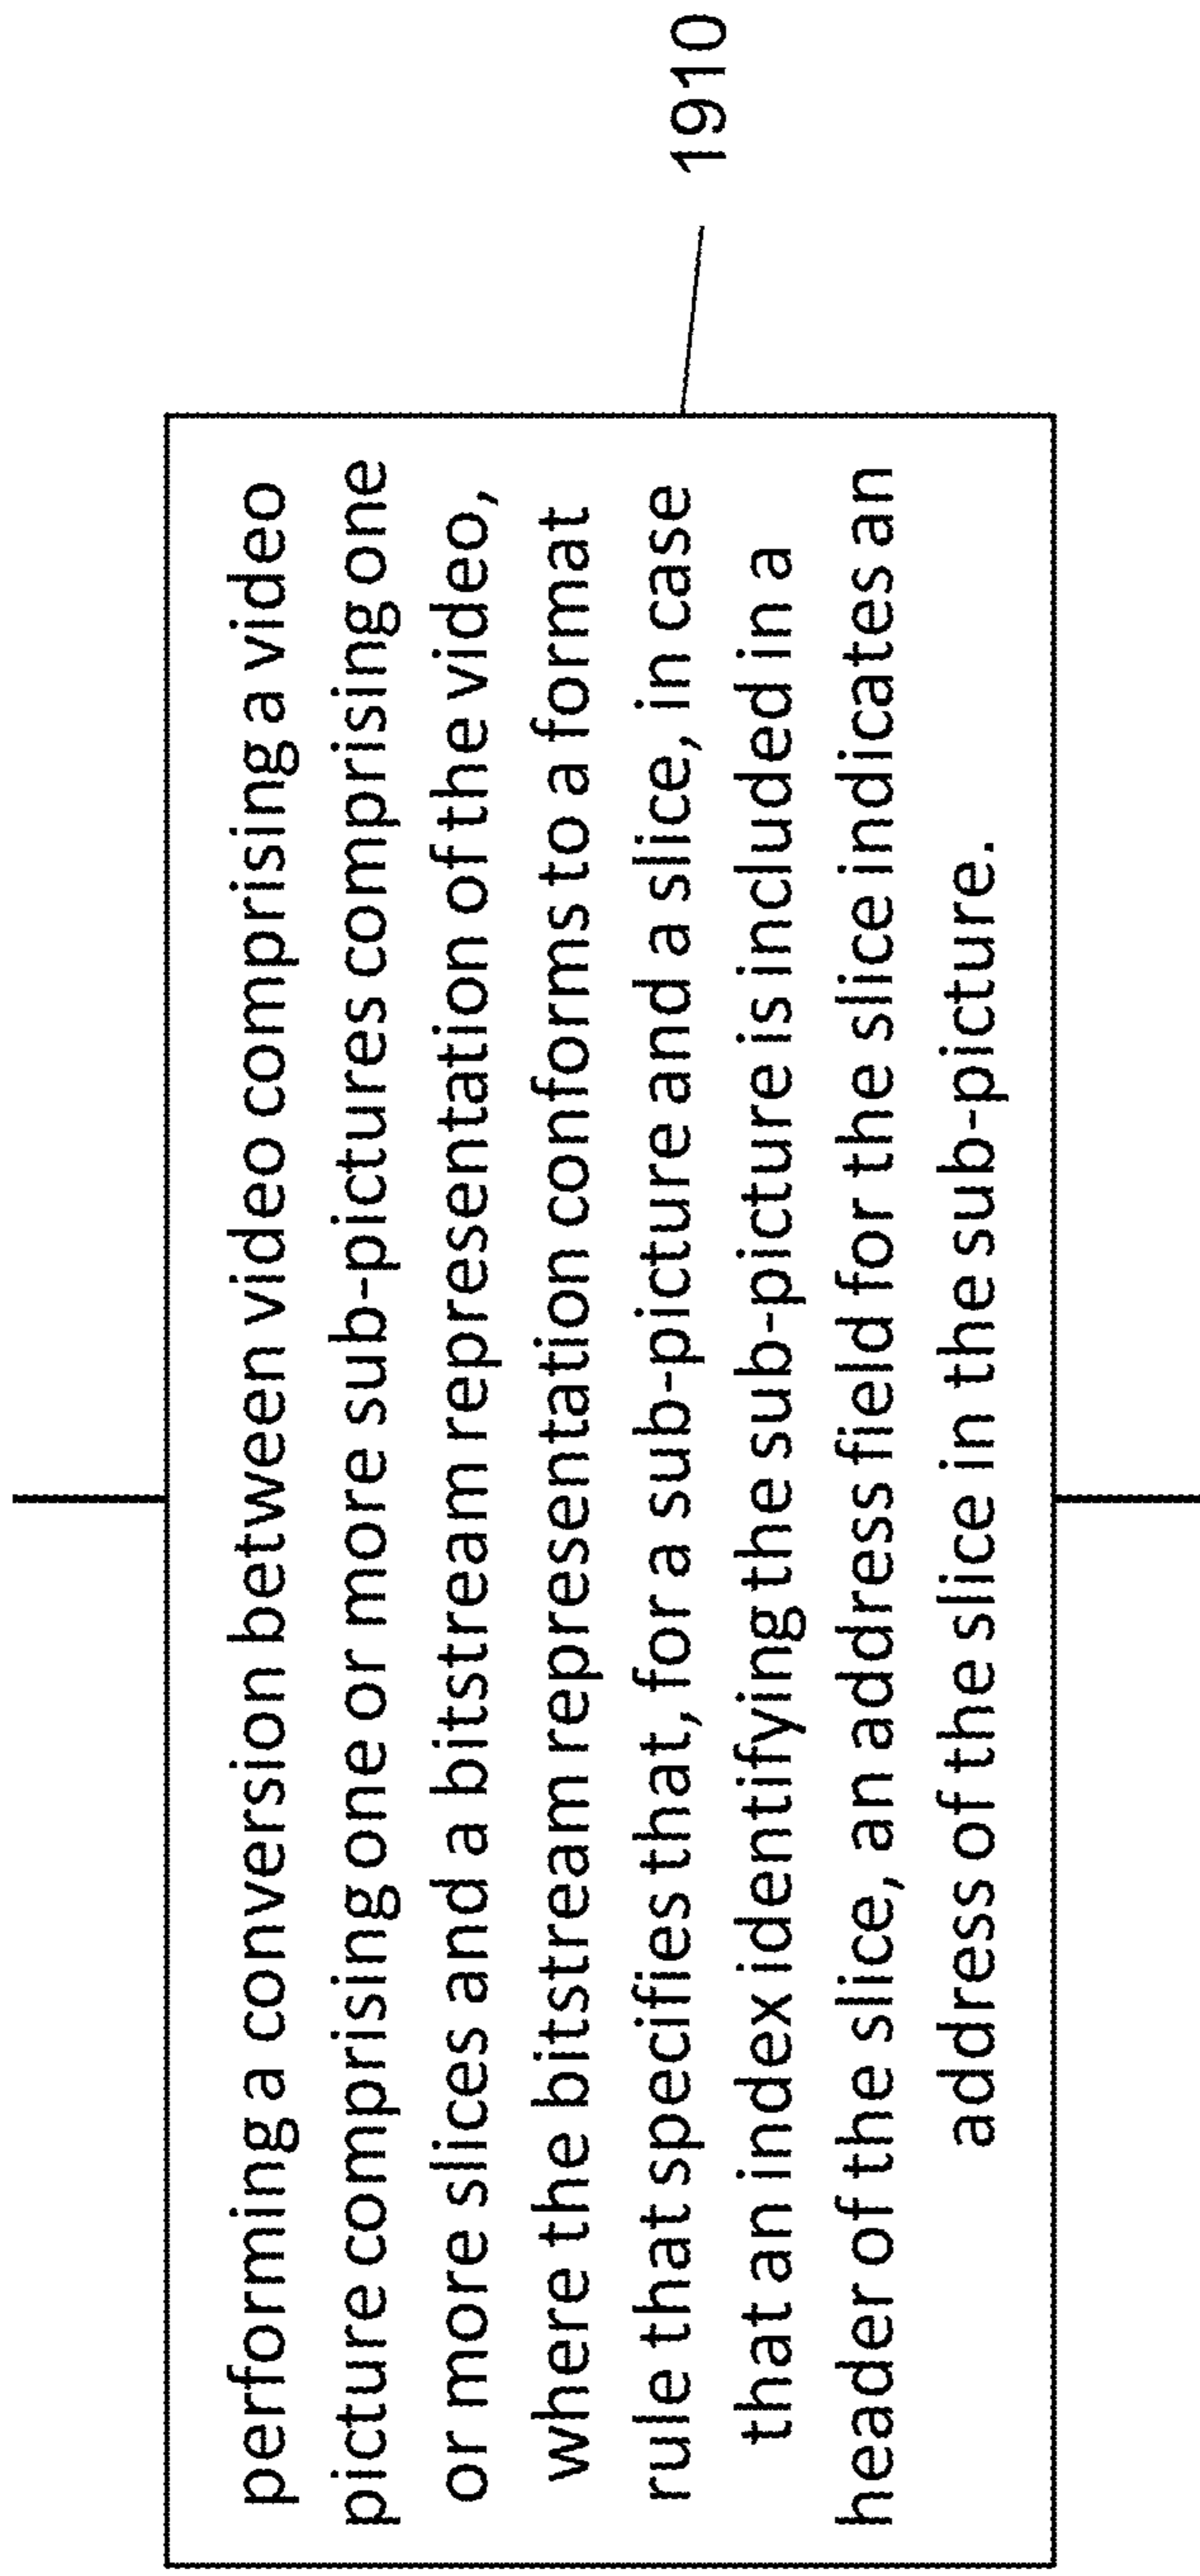 performing a conversion between video comprising a video
picture comprising one or more sub-pictures comprising one
or more slices and a bitstream representation of the video,
where the bitstream representation conforms to a format
rule that specifies that, for a sub-picture and a slice, in case
that an index identifying the sub-picture is included in a
header of the slice, an address field for the slice indicates an
address of the slice in the sub-picture.
1910